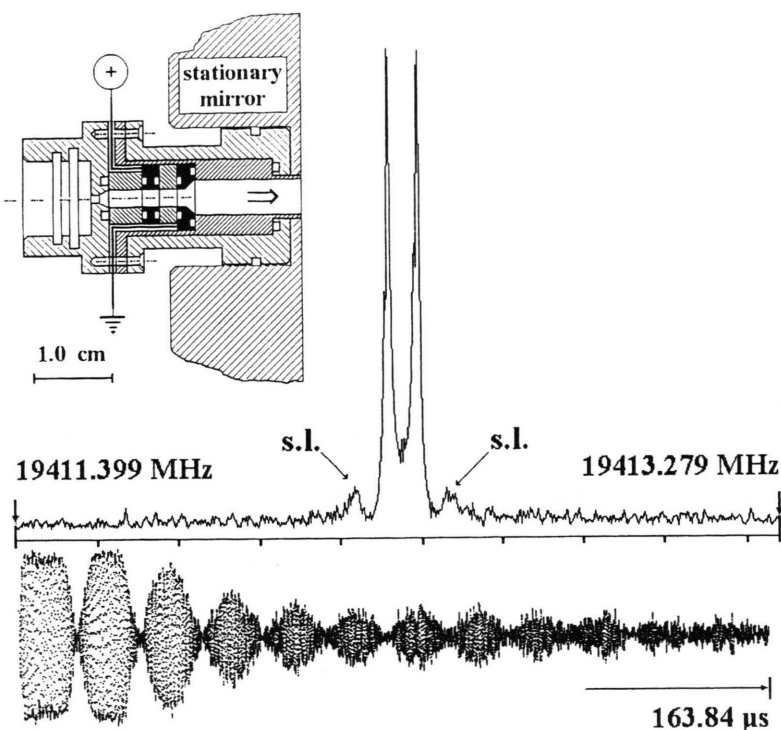 +
stationary
mirror
1.0 cm
s.l.
s.l.
19411.399 MHz
19413.279 MHz
163.84 µs